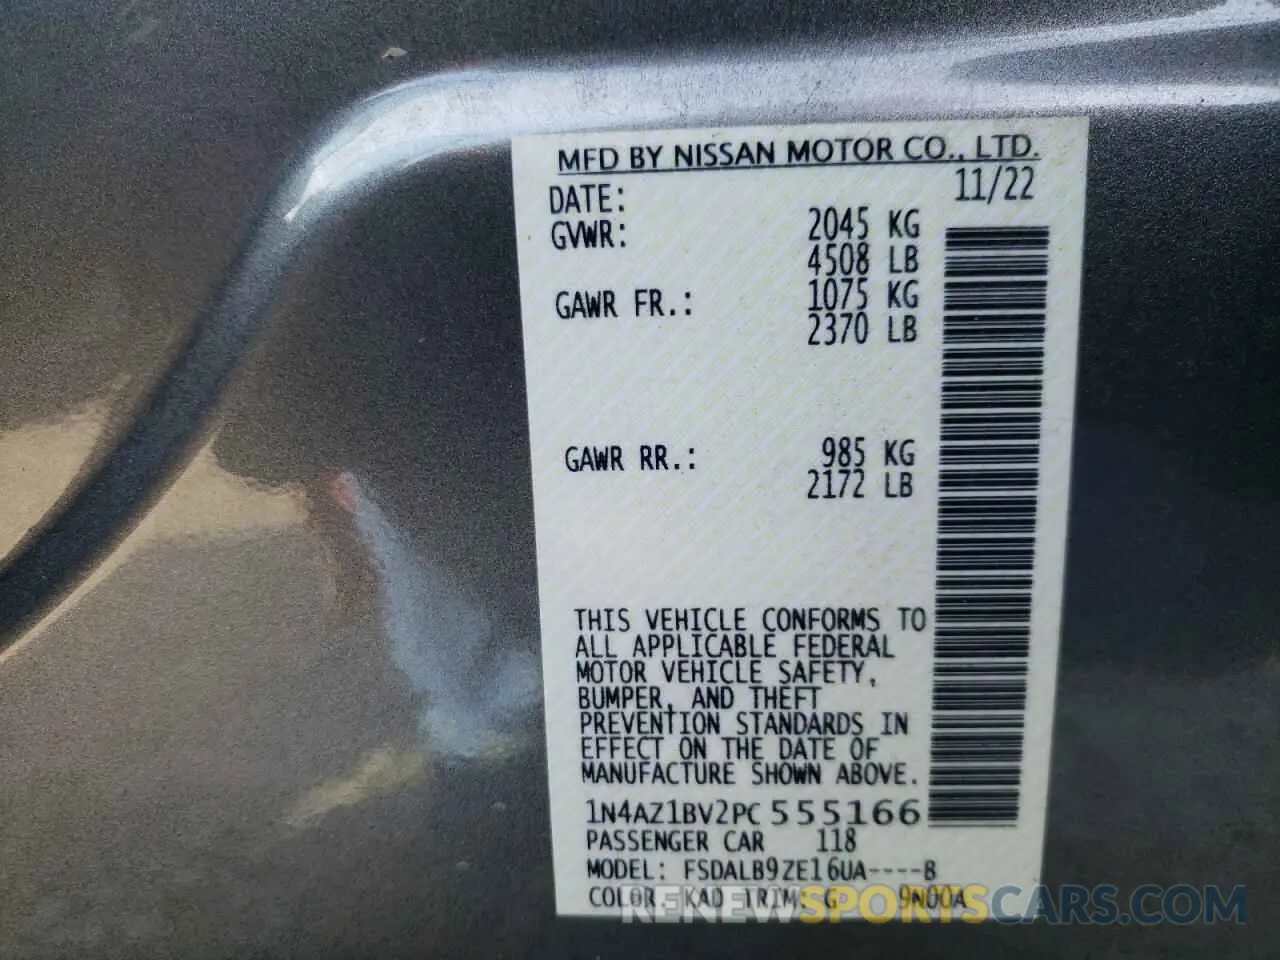 MFD BY NISSAN MOTOR CO., LTD.
DATE: 11/22
GVWR: 2045 KG
4508 LB
GAWR FR.: 1075 KG
2370 LB
GAWR RR.: 985 KG
2172 LB
THIS VEHICLE CONFORMS TO
ALL APPLICABLE FEDERAL
MOTOR VEHICLE SAFETY,
BUMPER, AND THEFT
PREVENTION STANDARDS IN
EFFECT ON THE DATE OF
MANUFACTURE SHOWN ABOVE.
1N4AZ1BV2PC555166
PASSENGER CAR 118
MODEL: FSDALB9ZE16UA----B
COLOR: KAD TRIM: G 9N00A
RENEWSPORTSCARS.COM